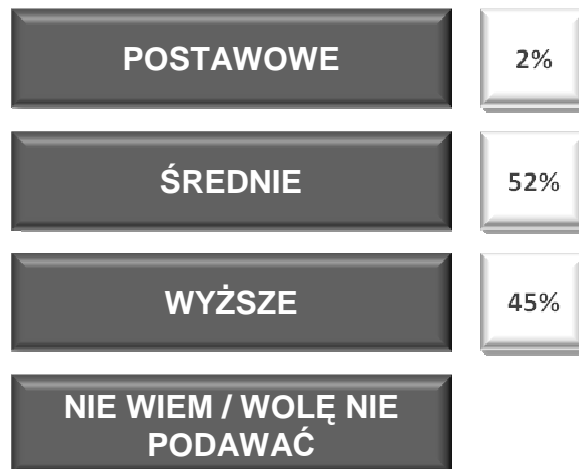 POSTAWOWE 2%
ŚREDNIE 52%
WYŻSZE 45%
NIE WIEM / WOLĘ NIE
PODAWAĆ